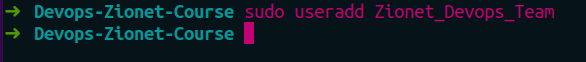 ➜ Devops-Zionet-Course sudo useradd Zionet_Devops_Team
➜ Devops-Zionet-Course